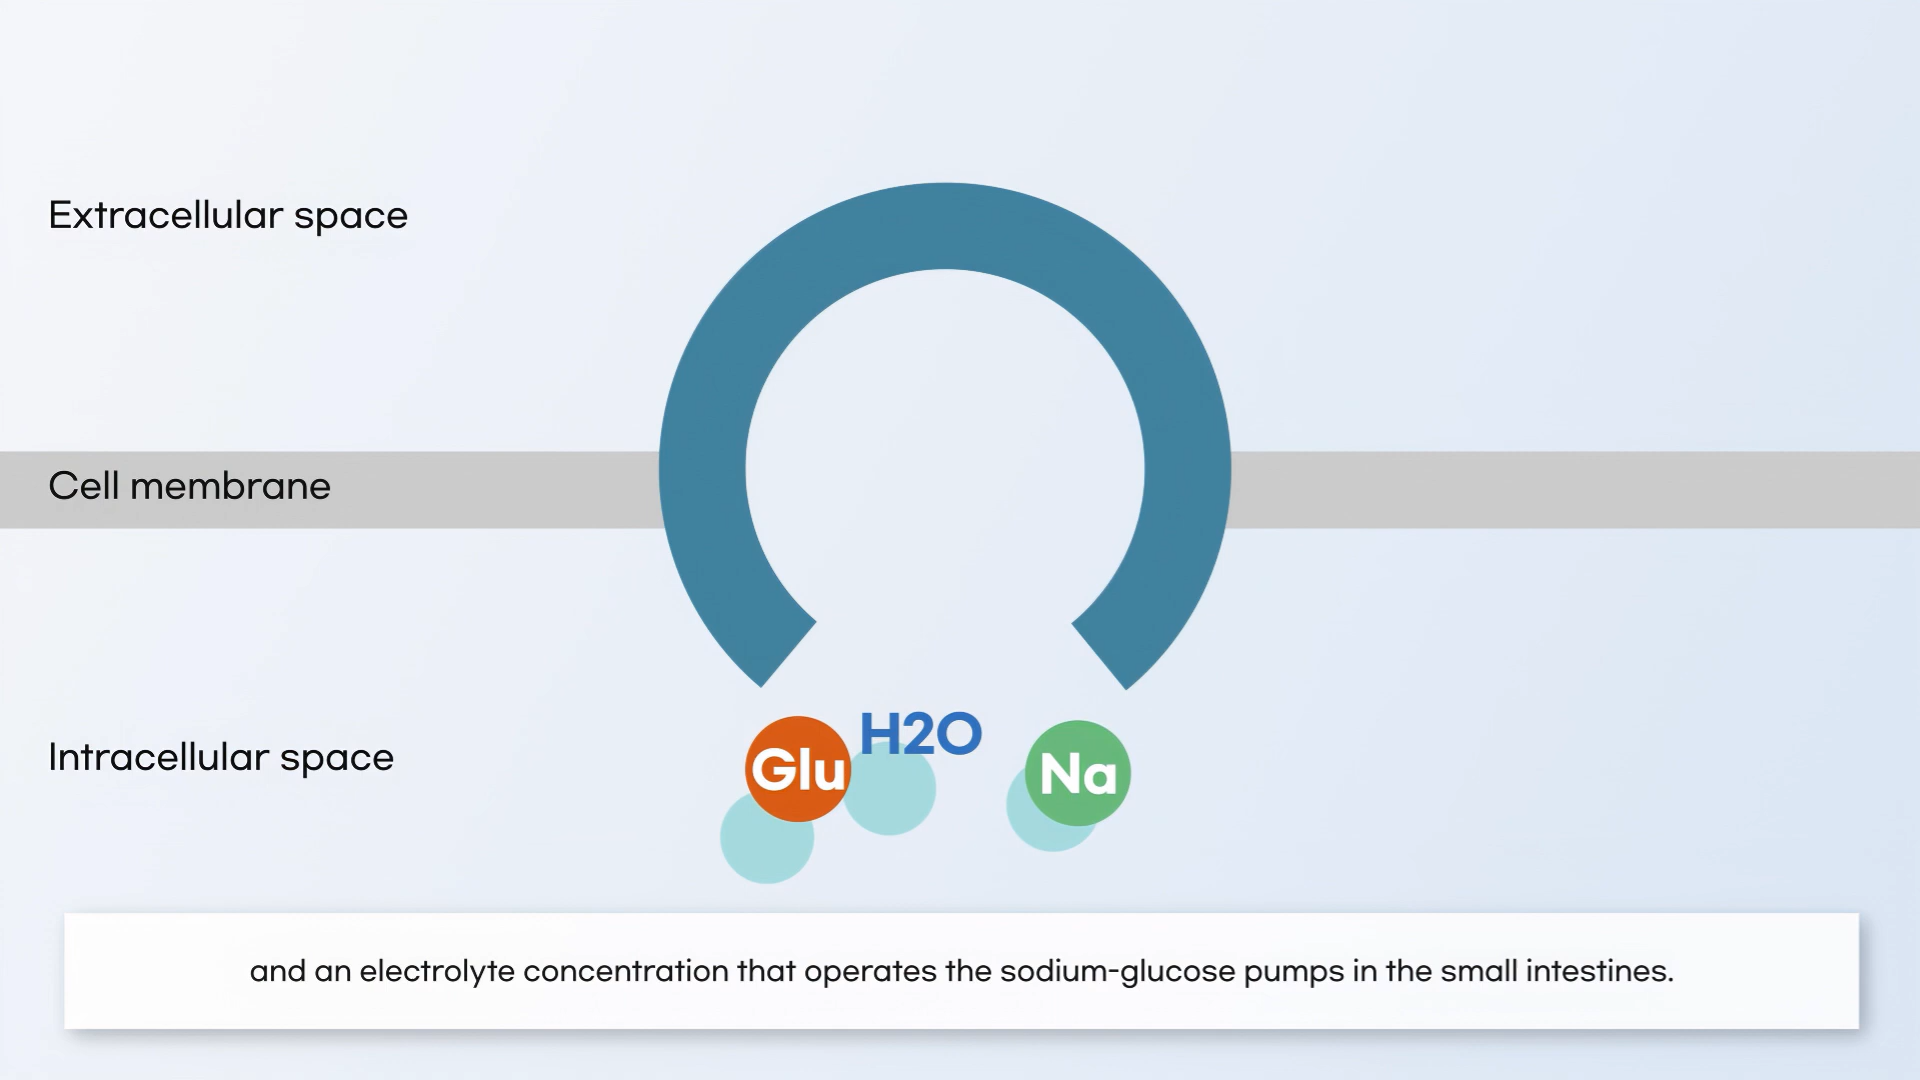 Extracellular space
Cell membrane
Intracellular space
Glu
H2O
Na
and an electrolyte concentration that operates the sodium-glucose pumps in the small intestines.